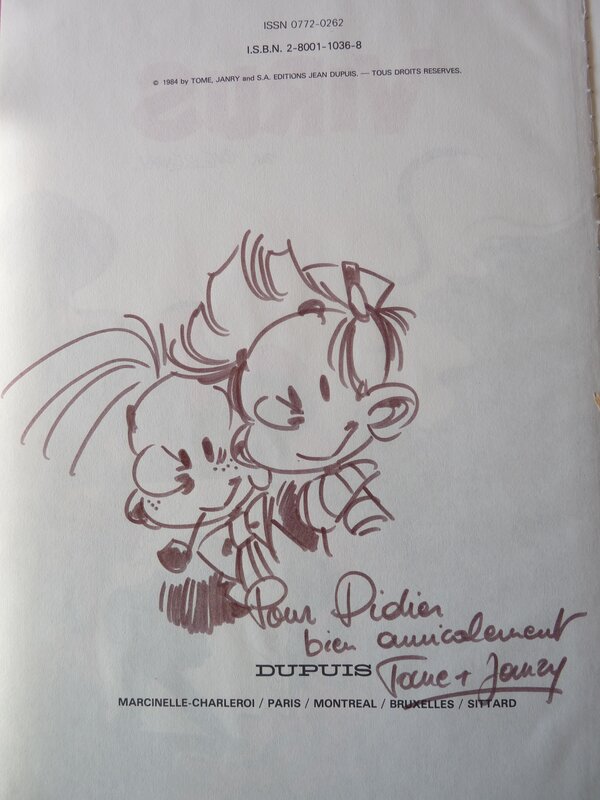 ISSN 0772-0262
I.S.B.N. 2-8001-1036-8
© 1984 by TOME, JANRY and S.A. EDITIONS JEAN DUPUIS. — TOUS DROITS RESERVES.
Pour Didier
bien amicalement
Tome + Janry
DUPUIS
MARCINELLE-CHARLEROI / PARIS / MONTREAL / BRUXELLES / SITTARD